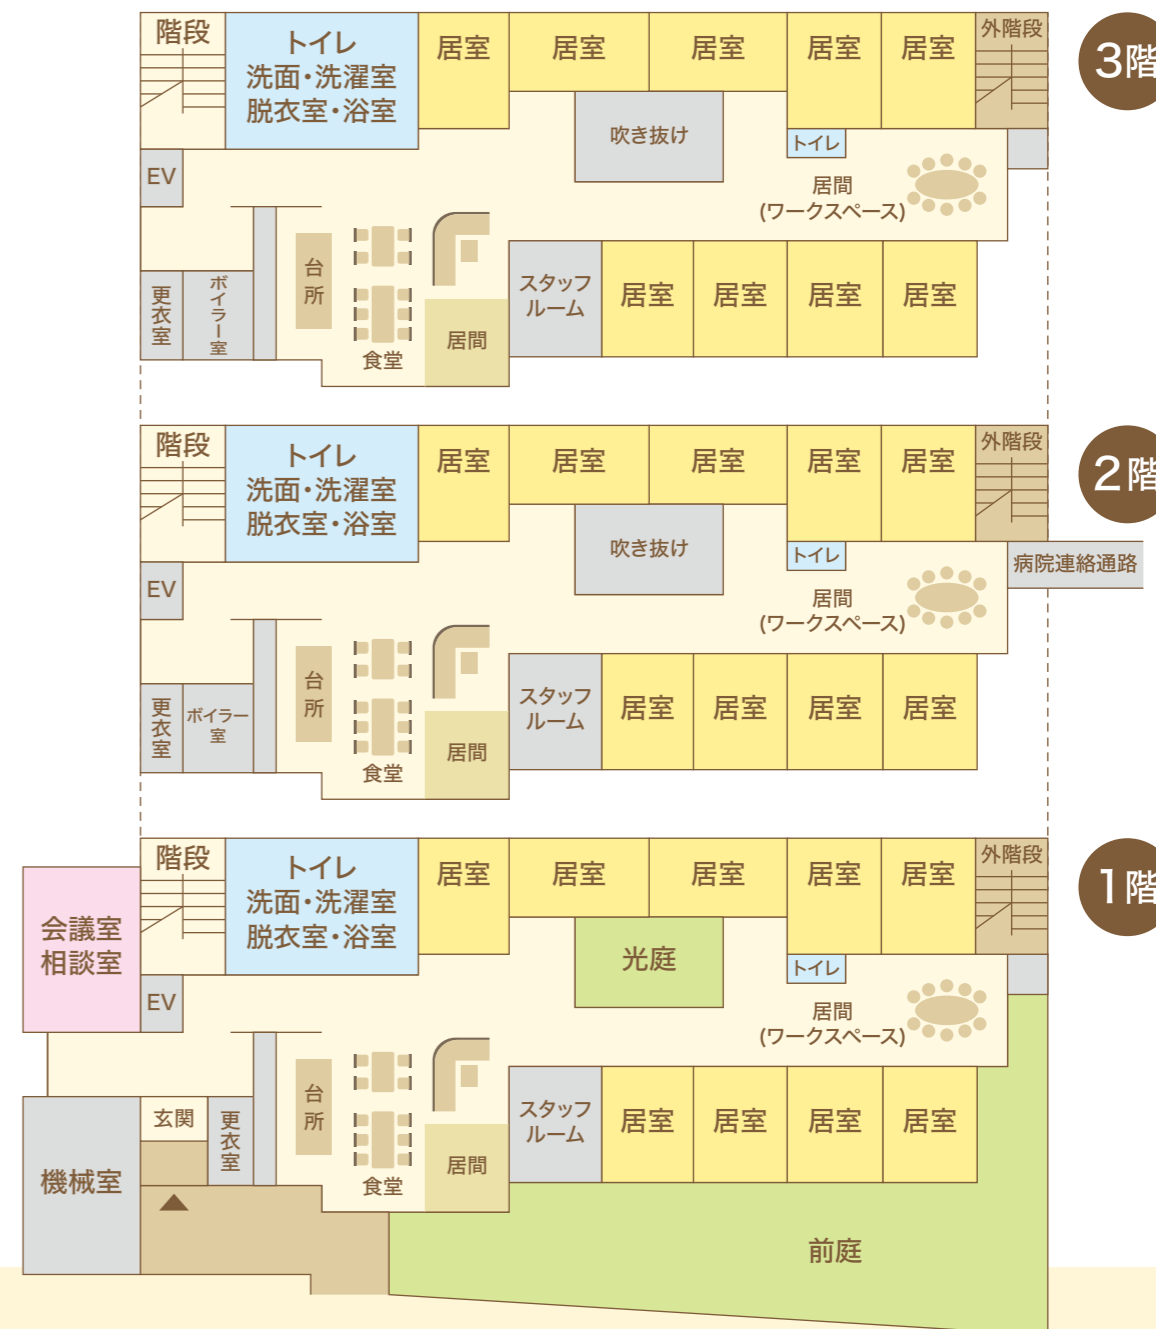 3階
階段
トイレ
洗面・洗濯室
脱衣室・浴室
居室
居室
居室
居室
居室
外階段
EV
吹き抜け
トイレ
居間
(ワークスペース)
更衣室
ボイラー室
台所
食堂
居間
スタッフ
ルーム
居室
居室
居室
居室
2階
階段
トイレ
洗面・洗濯室
脱衣室・浴室
居室
居室
居室
居室
居室
外階段
EV
吹き抜け
トイレ
病院連絡通路
居間
(ワークスペース)
更衣室
ボイラー
室
台所
食堂
居間
スタッフ
ルーム
居室
居室
居室
居室
1階
会議室
相談室
階段
トイレ
洗面・洗濯室
脱衣室・浴室
居室
居室
居室
居室
居室
外階段
EV
光庭
トイレ
居間
(ワークスペース)
機械室
玄関
更衣室
台所
食堂
居間
スタッフ
ルーム
居室
居室
居室
居室
前庭